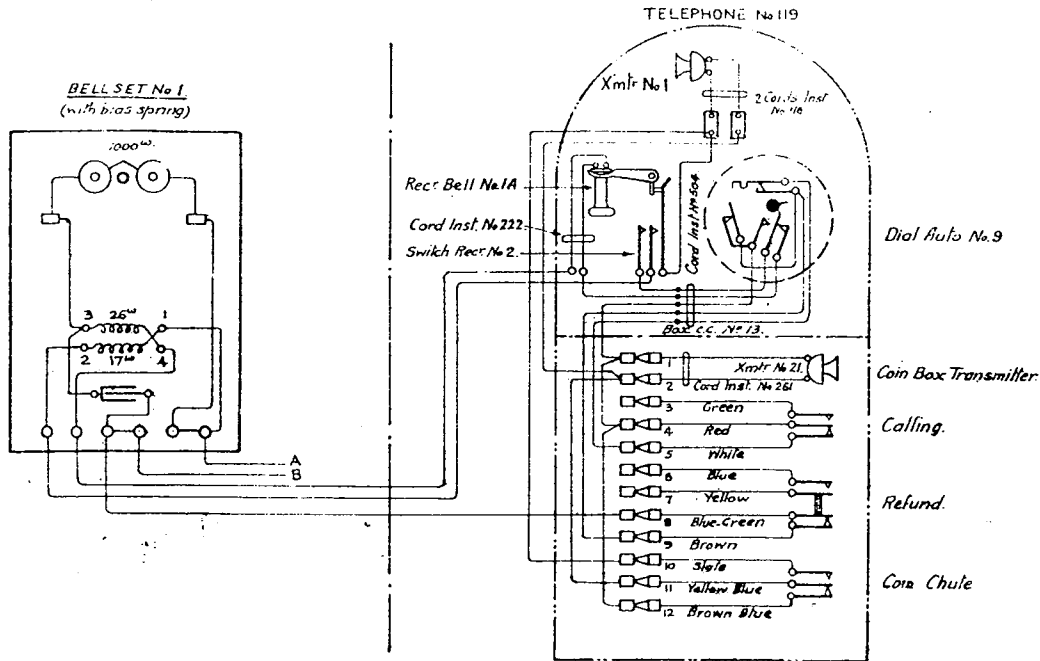 TELEPHONE No 119
BELL SET No 1.
(with bias spring)
1000ω.
Xmtr No 1
2 Cords Inst
No
Recr Bell No. 1A
Cord Inst. No 222
Switch Recr. No 2.
Cord Inst. No 504
Dial Auto No. 9
3 26ω 1
2 17ω 4
Box C.C. No 13.
A
B
1 Xmtr No 21.
2 Cord Inst. No 261
Coin Box Transmitter.
3 Green
4 Red
5 White
Calling.
6 Blue
7 Yellow
8 Blue-Green
9 Brown
Refund.
10 Slate
11 Yellow Blue
12 Brown Blue
Coin Chute